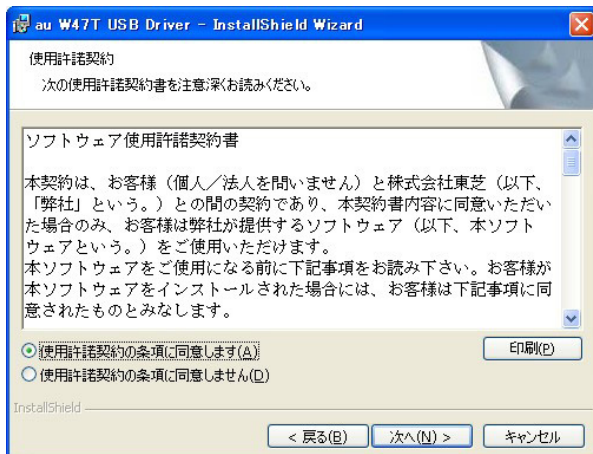 au W47T USB Driver - InstallShield Wizard
使用許諾契約
次の使用許諾契約書を注意深くお読みください。
ソフトウェア使用許諾契約書
本契約は、お客様（個人／法人を問いません）と株式会社東芝（以下、
「弊社」という。）との間の契約であり、本契約書内容に同意いただい
た場合のみ、お客様は弊社が提供するソフトウェア（以下、本ソフト
ウェアという。）をご使用いただけます。
本ソフトウェアをご使用になる前に下記事項をお読み下さい。お客様が
本ソフトウェアをインストールされた場合には、お客様は下記事項に同
意されたものとみなします。
使用許諾契約の条項に同意します(A)
印刷(P)
使用許諾契約の条項に同意しません(D)
InstallShield
< 戻る(B)
次へ(N) >
キャンセル